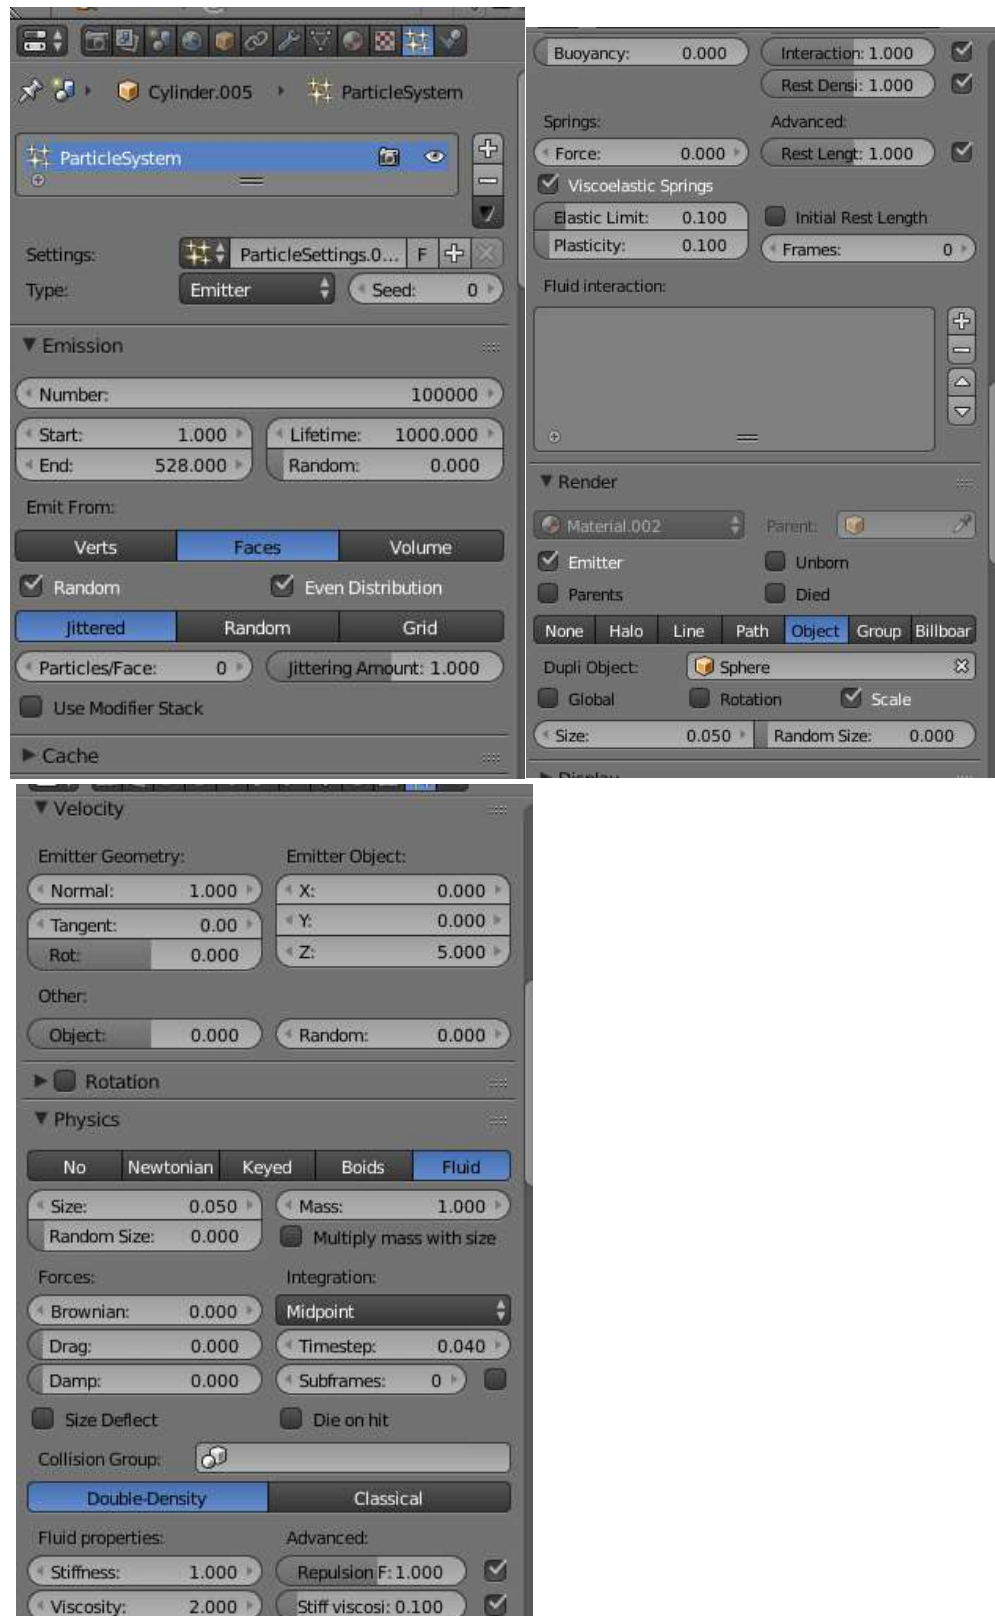 Cylinder.005 ParticleSystem
ParticleSystem
Settings: ParticleSettings.0... F
Type: Emitter Seed: 0
Emission
Number: 100000
Start: 1.000 Lifetime: 1000.000
End: 528.000 Random: 0.000
Emit From:
Verts Faces Volume
Random Even Distribution
Jittered Random Grid
Particles/Face: 0 Jittering Amount: 1.000
Use Modifier Stack
Cache
Buoyancy: 0.000 Interaction: 1.000
Rest Densi: 1.000
Springs: Advanced:
Force: 0.000 Rest Lengt: 1.000
Viscoelastic Springs
Elastic Limit: 0.100 Initial Rest Length
Plasticity: 0.100 Frames: 0
Fluid interaction:
Render
Material.002 Parent:
Emitter Unborn
Parents Died
None Halo Line Path Object Group Billboar
Dupli Object: Sphere
Global Rotation Scale
Size: 0.050 Random Size: 0.000
Display
Velocity
Emitter Geometry: Emitter Object:
Normal: 1.000 X: 0.000
Tangent: 0.00 Y: 0.000
Rot: 0.000 Z: 5.000
Other:
Object: 0.000 Random: 0.000
Rotation
Physics
No Newtonian Keyed Boids Fluid
Size: 0.050 Mass: 1.000
Random Size: 0.000 Multiply mass with size
Forces: Integration:
Brownian: 0.000 Midpoint
Drag: 0.000 Timestep: 0.040
Damp: 0.000 Subframes: 0
Size Deflect Die on hit
Collision Group:
Double-Density Classical
Fluid properties: Advanced:
Stiffness: 1.000 Repulsion F: 1.000
Viscosity: 2.000 Stiff viscosi: 0.100